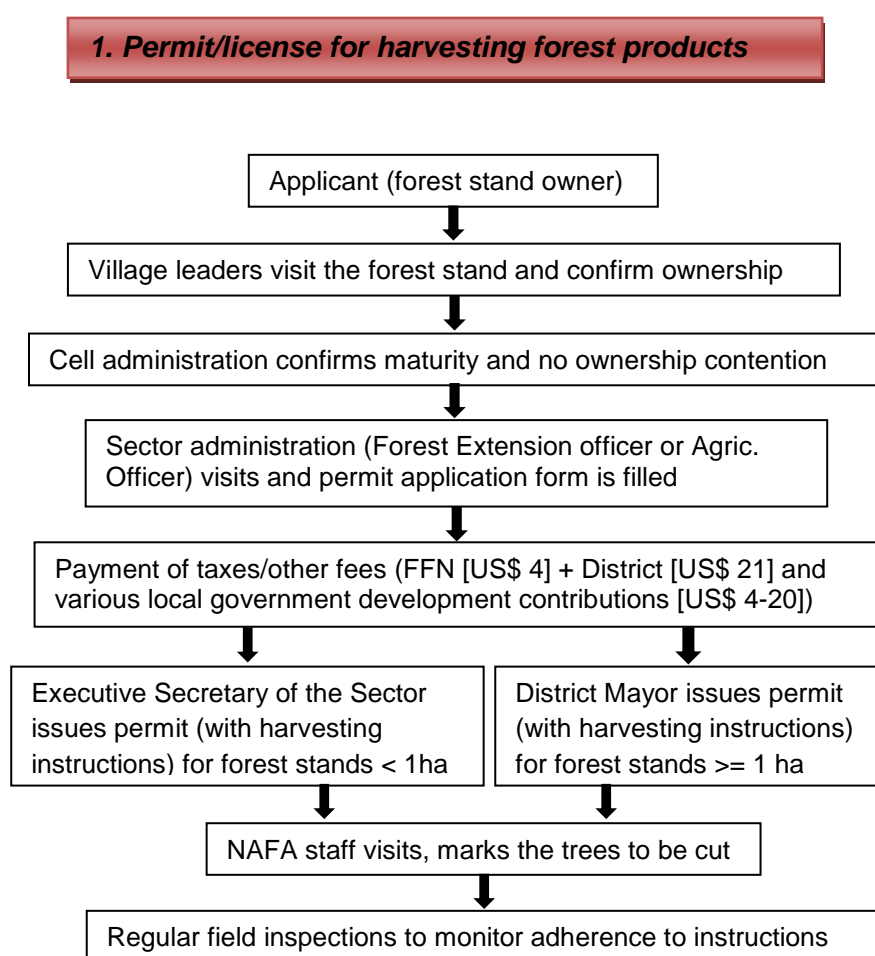 1. Permit/license for harvesting forest products
Applicant (forest stand owner)
Village leaders visit the forest stand and confirm ownership
Cell administration confirms maturity and no ownership contention
Sector administration (Forest Extension officer or Agric.
Officer) visits and permit application form is filled
Payment of taxes/other fees (FFN [US$ 4] + District [US$ 21] and
various local government development contributions [US$ 4-20])
Executive Secretary of the Sector
issues permit (with harvesting
instructions) for forest stands < 1ha
District Mayor issues permit
(with harvesting instructions)
for forest stands >= 1 ha
NAFA staff visits, marks the trees to be cut
Regular field inspections to monitor adherence to instructions